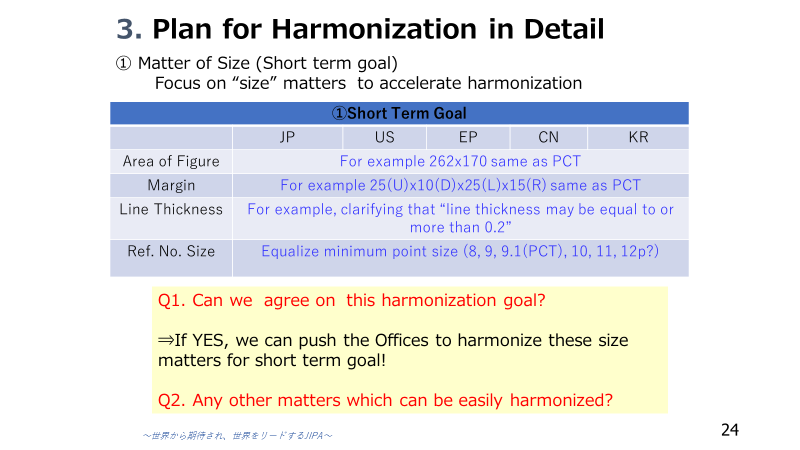 3. Plan for Harmonization in Detail
① Matter of Size (Short term goal)
Focus on “size” matters to accelerate harmonization
①Short Term Goal
JP US EP CN KR
Area of Figure For example 262x170 same as PCT
Margin For example 25(U)x10(D)x25(L)x15(R) same as PCT
Line Thickness For example, clarifying that “line thickness may be equal to or
more than 0.2”
Ref. No. Size Equalize minimum point size (8, 9, 9.1(PCT), 10, 11, 12p?)
Q1. Can we agree on this harmonization goal?
⇒If YES, we can push the Offices to harmonize these size
matters for short term goal!
Q2. Any other matters which can be easily harmonized?
24
～世界から期待され、世界をリードするJIPA～